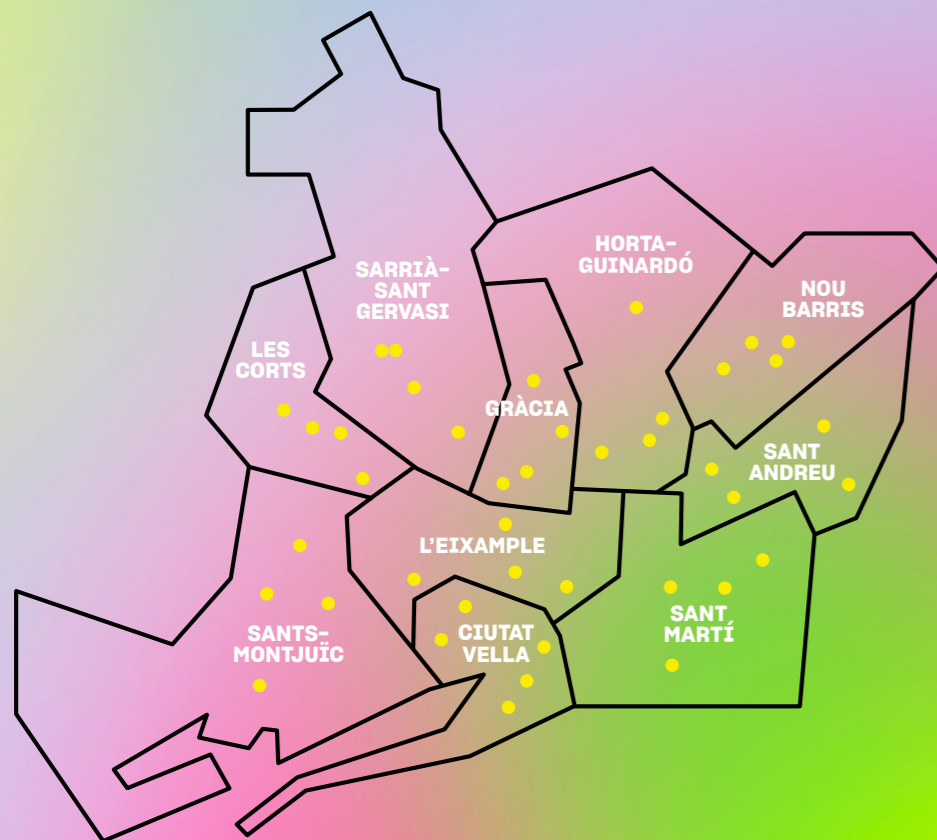 HORTA-
GUINARDÓ
SARRIÀ-
SANT
GERVASI
NOU
BARRIS
LES
CORTS
GRÀCIA
SANT
ANDREU
L'EIXAMPLE
SANT
MARTÍ
SANTS-
MONTJUÏC
CIUTAT
VELLA